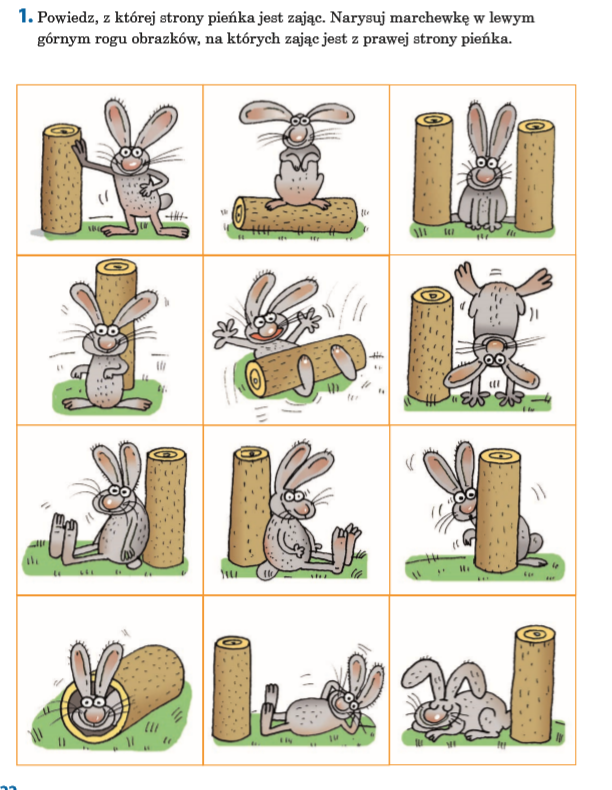 1. Powiedz, z której strony pieńka jest zając. Narysuj marchewkę w lewym
górnym rogu obrazków, na których zając jest z prawej strony pieńka.